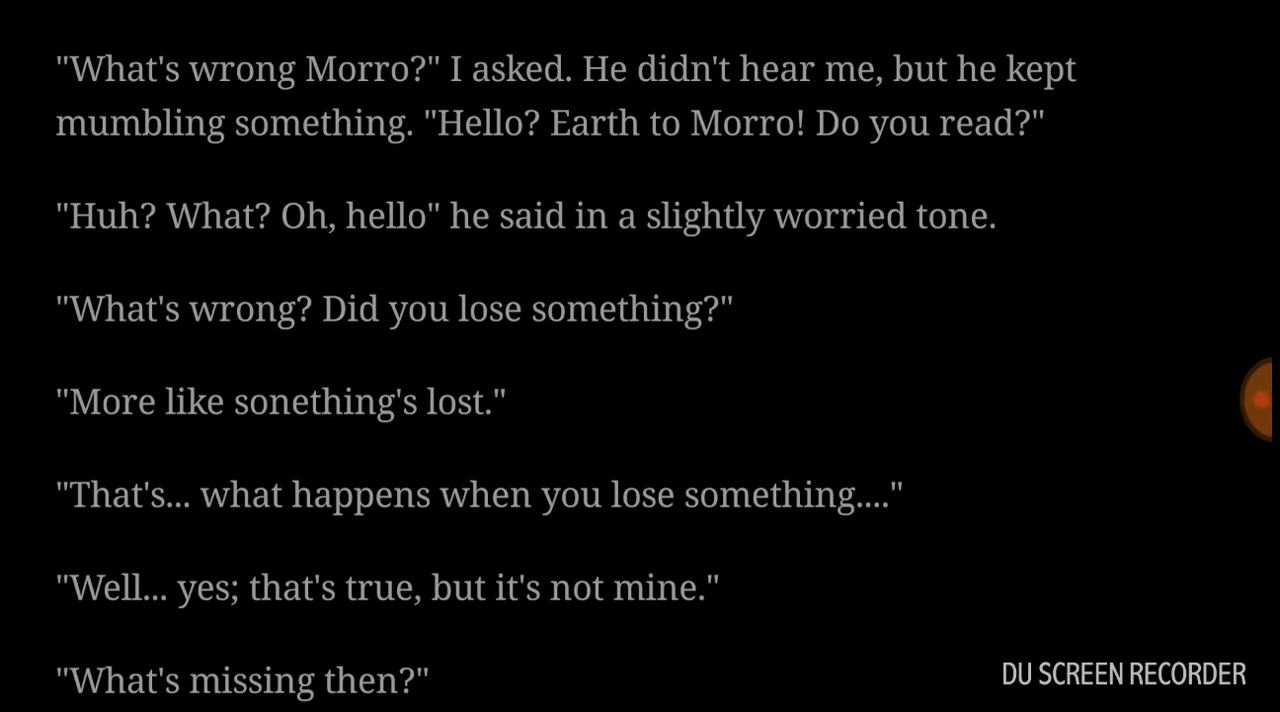 "What's wrong Morro?" I asked. He didn't hear me, but he kept
mumbling something. "Hello? Earth to Morro! Do you read?"
"Huh? What? Oh, hello" he said in a slightly worried tone.
"What's wrong? Did you lose something?"
"More like sonething's lost."
"That's... what happens when you lose something...."
"Well... yes; that's true, but it's not mine."
"What's missing then?"
DU SCREEN RECORDER